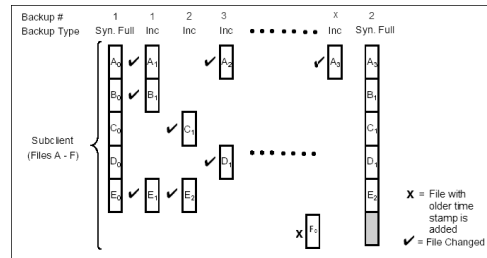 Backup # 1 1 2 3 x 2
Backup Type Syn. Full Inc Inc Inc Inc Syn. Full
A0 A1 A2 A3 A3
B0 B1 B1
C0 C1 C1
Subclient
(Files A - F)
D0 D1 D1
E0 E1 E2 E2
X F0
X = File with
older time
stamp is
added
✓ = File Changed